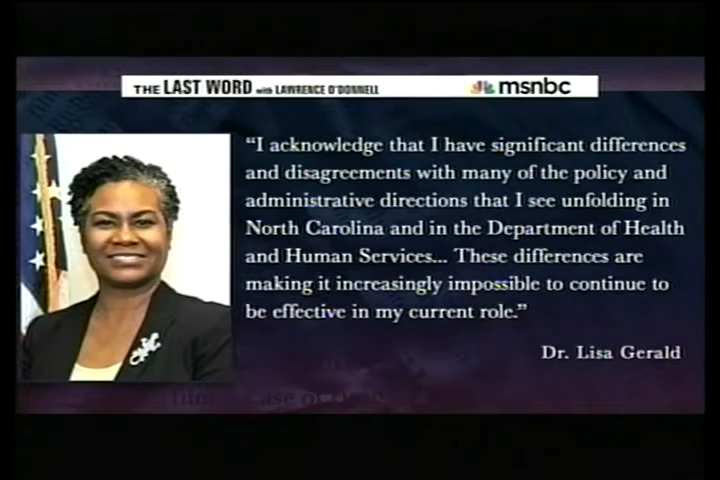 THE LAST WORD with LAWRENCE O'DONNELL msnbc
“I acknowledge that I have significant differences
and disagreements with many of the policy and
administrative directions that I see unfolding in
North Carolina and in the Department of Health
and Human Services... These differences are
making it increasingly impossible to continue to
be effective in my current role.”
Dr. Lisa Gerald